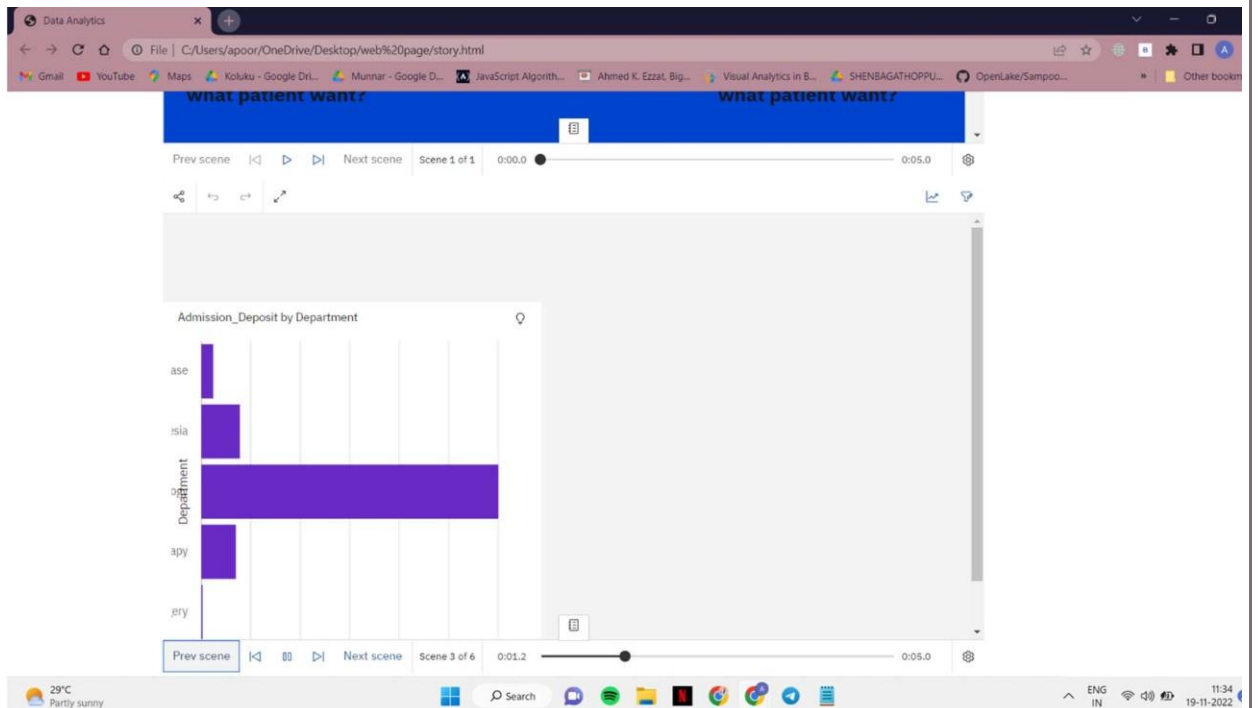 Data Analytics
File | C:/Users/apoor/OneDrive/Desktop/web%20page/story.html
Gmail YouTube Maps Koluku - Google Dri... Munnar - Google D... JavaScript Algorith... Ahmed K. Ezzat, Big... Visual Analytics in B... SHENBAGATHOPPU... OpenLake/Sampoo... » Other bookm
what patient want? what patient want?
Prev scene Next scene Scene 1 of 1 0:00.0 0:05.0
Admission_Deposit by Department
ase
esia
Department
apy
ery
Prev scene Next scene Scene 3 of 6 0:01.2 0:05.0
29°C Search ENG 11:34
Partly sunny IN 19-11-2022